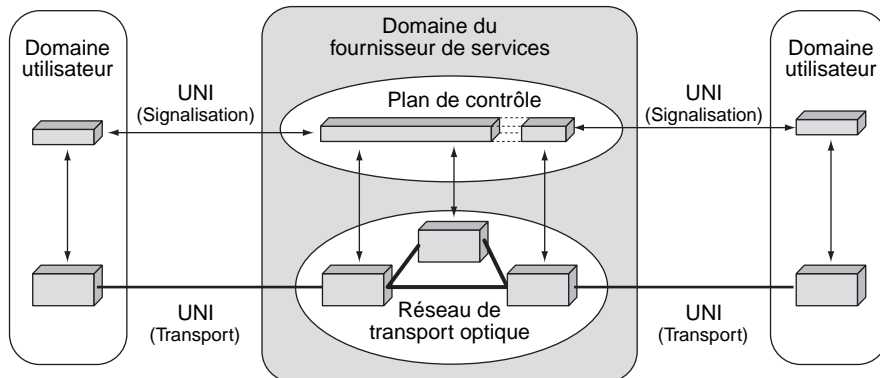 Domaine
utilisateur
Domaine du
fournisseur de services
Domaine
utilisateur
UNI
(Signalisation)
Plan de contrôle
UNI
(Signalisation)
UNI
(Transport)
Réseau de
transport optique
UNI
(Transport)